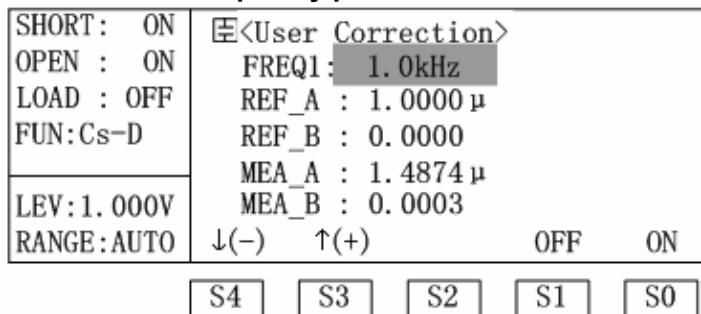 SHORT: ON
OPEN : ON
LOAD : OFF
FUN:Cs-D
LEV:1.000V
RANGE:AUTO
<User Correction>
FREQ1: 1.0kHz
REF_A : 1.0000μ
REF_B : 0.0000
MEA_A : 1.4874μ
MEA_B : 0.0003
↓(-) ↑(+) OFF ON
S4 S3 S2 S1 S0